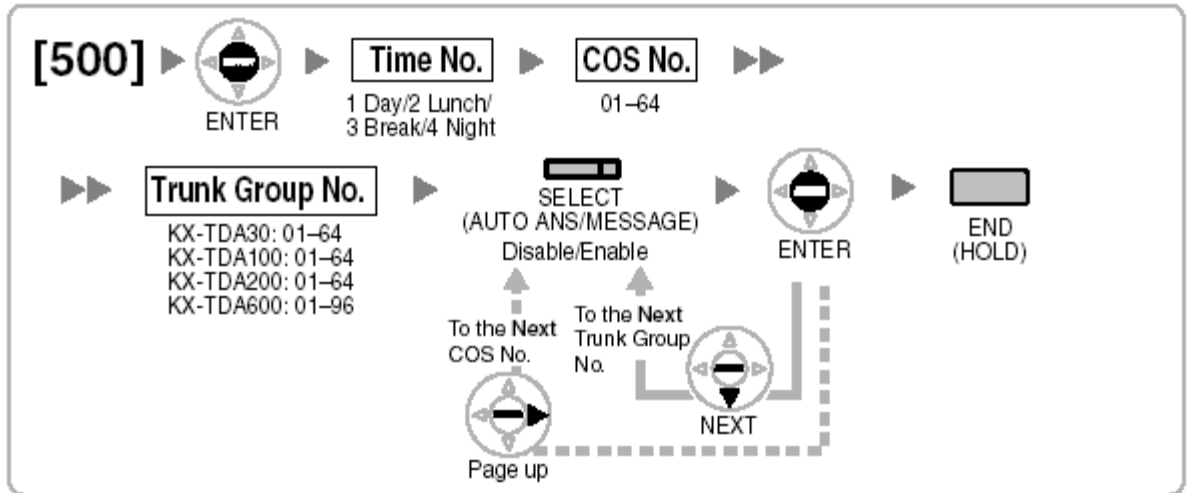 [500]
ENTER
Time No.
1 Day/2 Lunch/
3 Break/4 Night
COS No.
01–64
Trunk Group No.
KX-TDA30: 01–64
KX-TDA100: 01–64
KX-TDA200: 01–64
KX-TDA600: 01–96
SELECT
(AUTO ANS/MESSAGE)
Disable/Enable
ENTER
END
(HOLD)
To the Next
COS No.
Page up
To the Next
Trunk Group
No.
NEXT